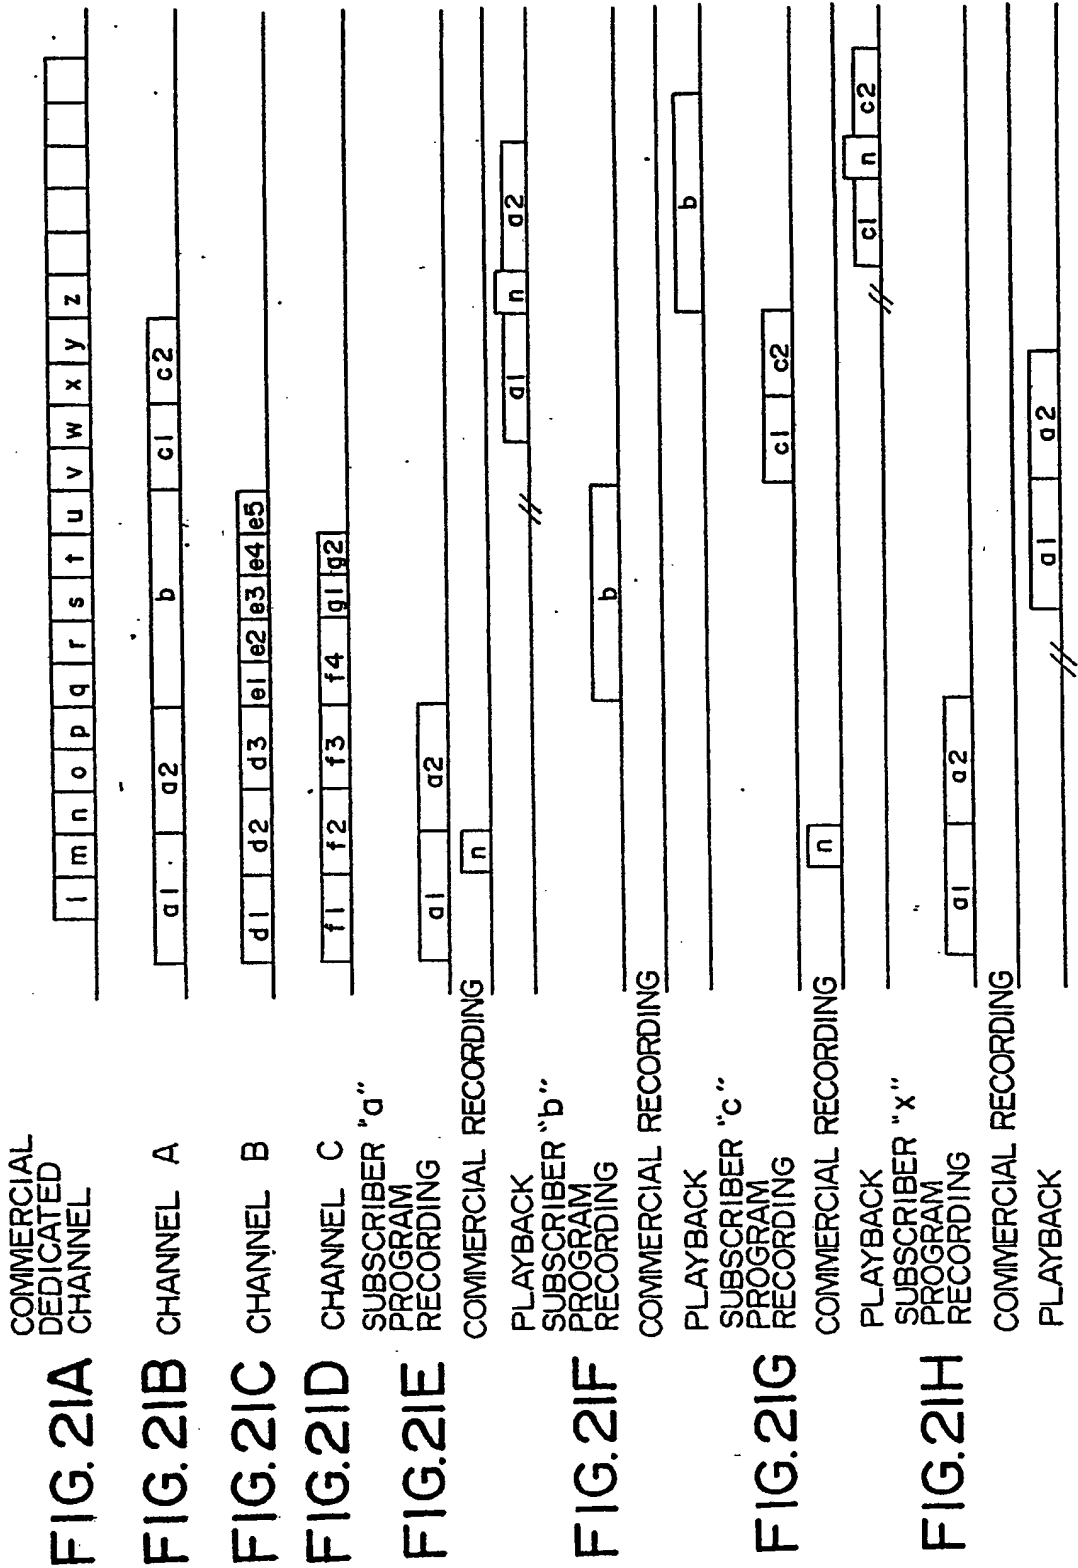 COMMERCIAL
DEDICATED
CHANNEL
FIG.21A
l m n o p q r s t u v w x y z
FIG.21B
CHANNEL A
a1 a2 b c1 c2
FIG.21C
CHANNEL B
d1 d2 d3 e1 e2 e3 e4 e5
FIG.21D
CHANNEL C
f1 f2 f3 f4 g1 g2
SUBSCRIBER "a"
PROGRAM
RECORDING
FIG.21E
a1 a2
COMMERCIAL RECORDING
n
PLAYBACK
a1 n a2
SUBSCRIBER "b"
PROGRAM
RECORDING
FIG.21F
b
COMMERCIAL RECORDING
PLAYBACK
b
SUBSCRIBER "c"
PROGRAM
RECORDING
FIG.21G
c1 c2
COMMERCIAL RECORDING
n
PLAYBACK
c1 n c2
SUBSCRIBER "x"
PROGRAM
RECORDING
FIG.21H
a1 a2
COMMERCIAL RECORDING
PLAYBACK
a1 a2